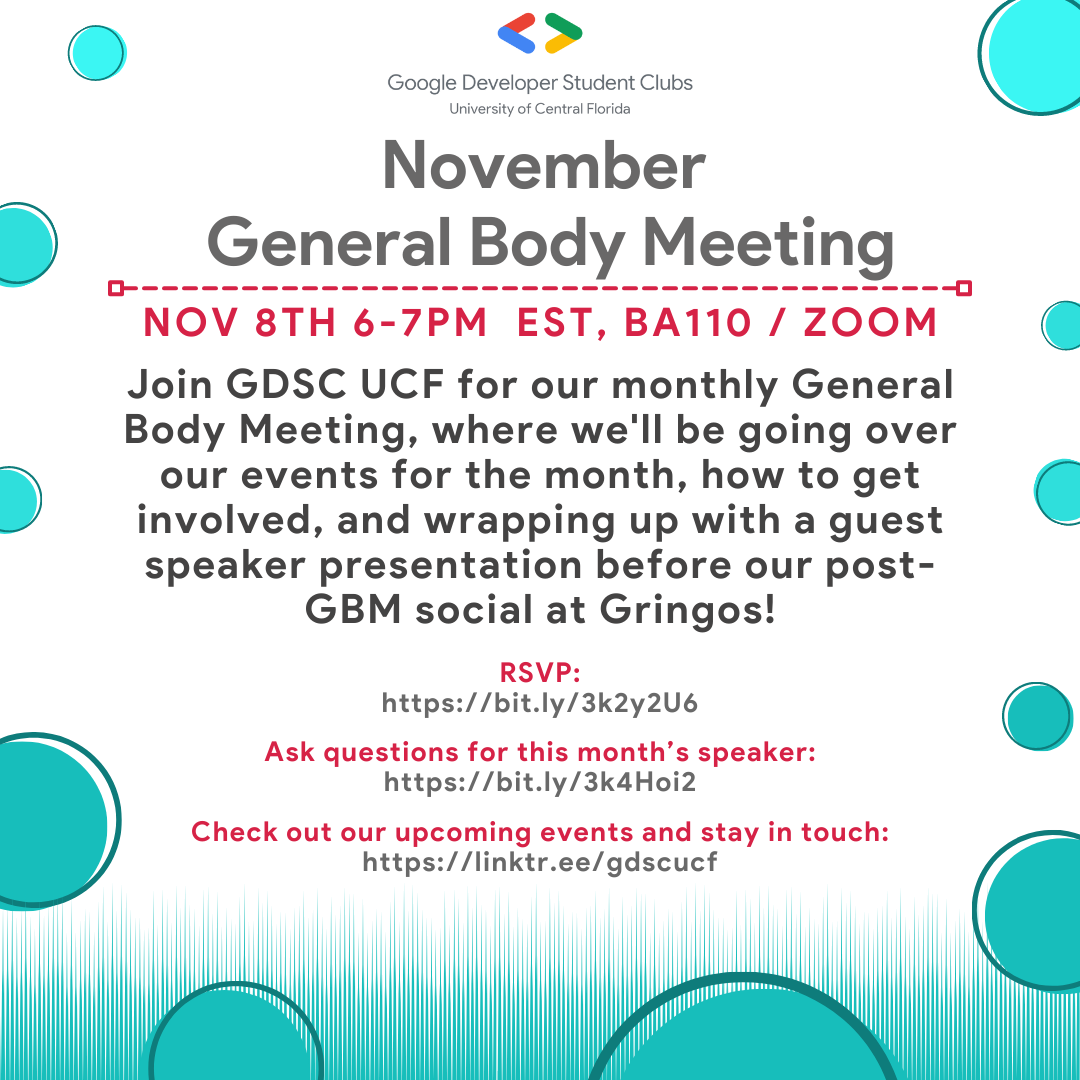 Google Developer Student Clubs
University of Central Florida
November
General Body Meeting
NOV 8TH 6-7PM EST, BA110 / ZOOM
Join GDSC UCF for our monthly General
Body Meeting, where we'll be going over
our events for the month, how to get
involved, and wrapping up with a guest
speaker presentation before our post-
GBM social at Gringos!
RSVP:
https://bit.ly/3k2y2U6
Ask questions for this month’s speaker:
https://bit.ly/3k4Hoi2
Check out our upcoming events and stay in touch:
https://linktr.ee/gdscucf